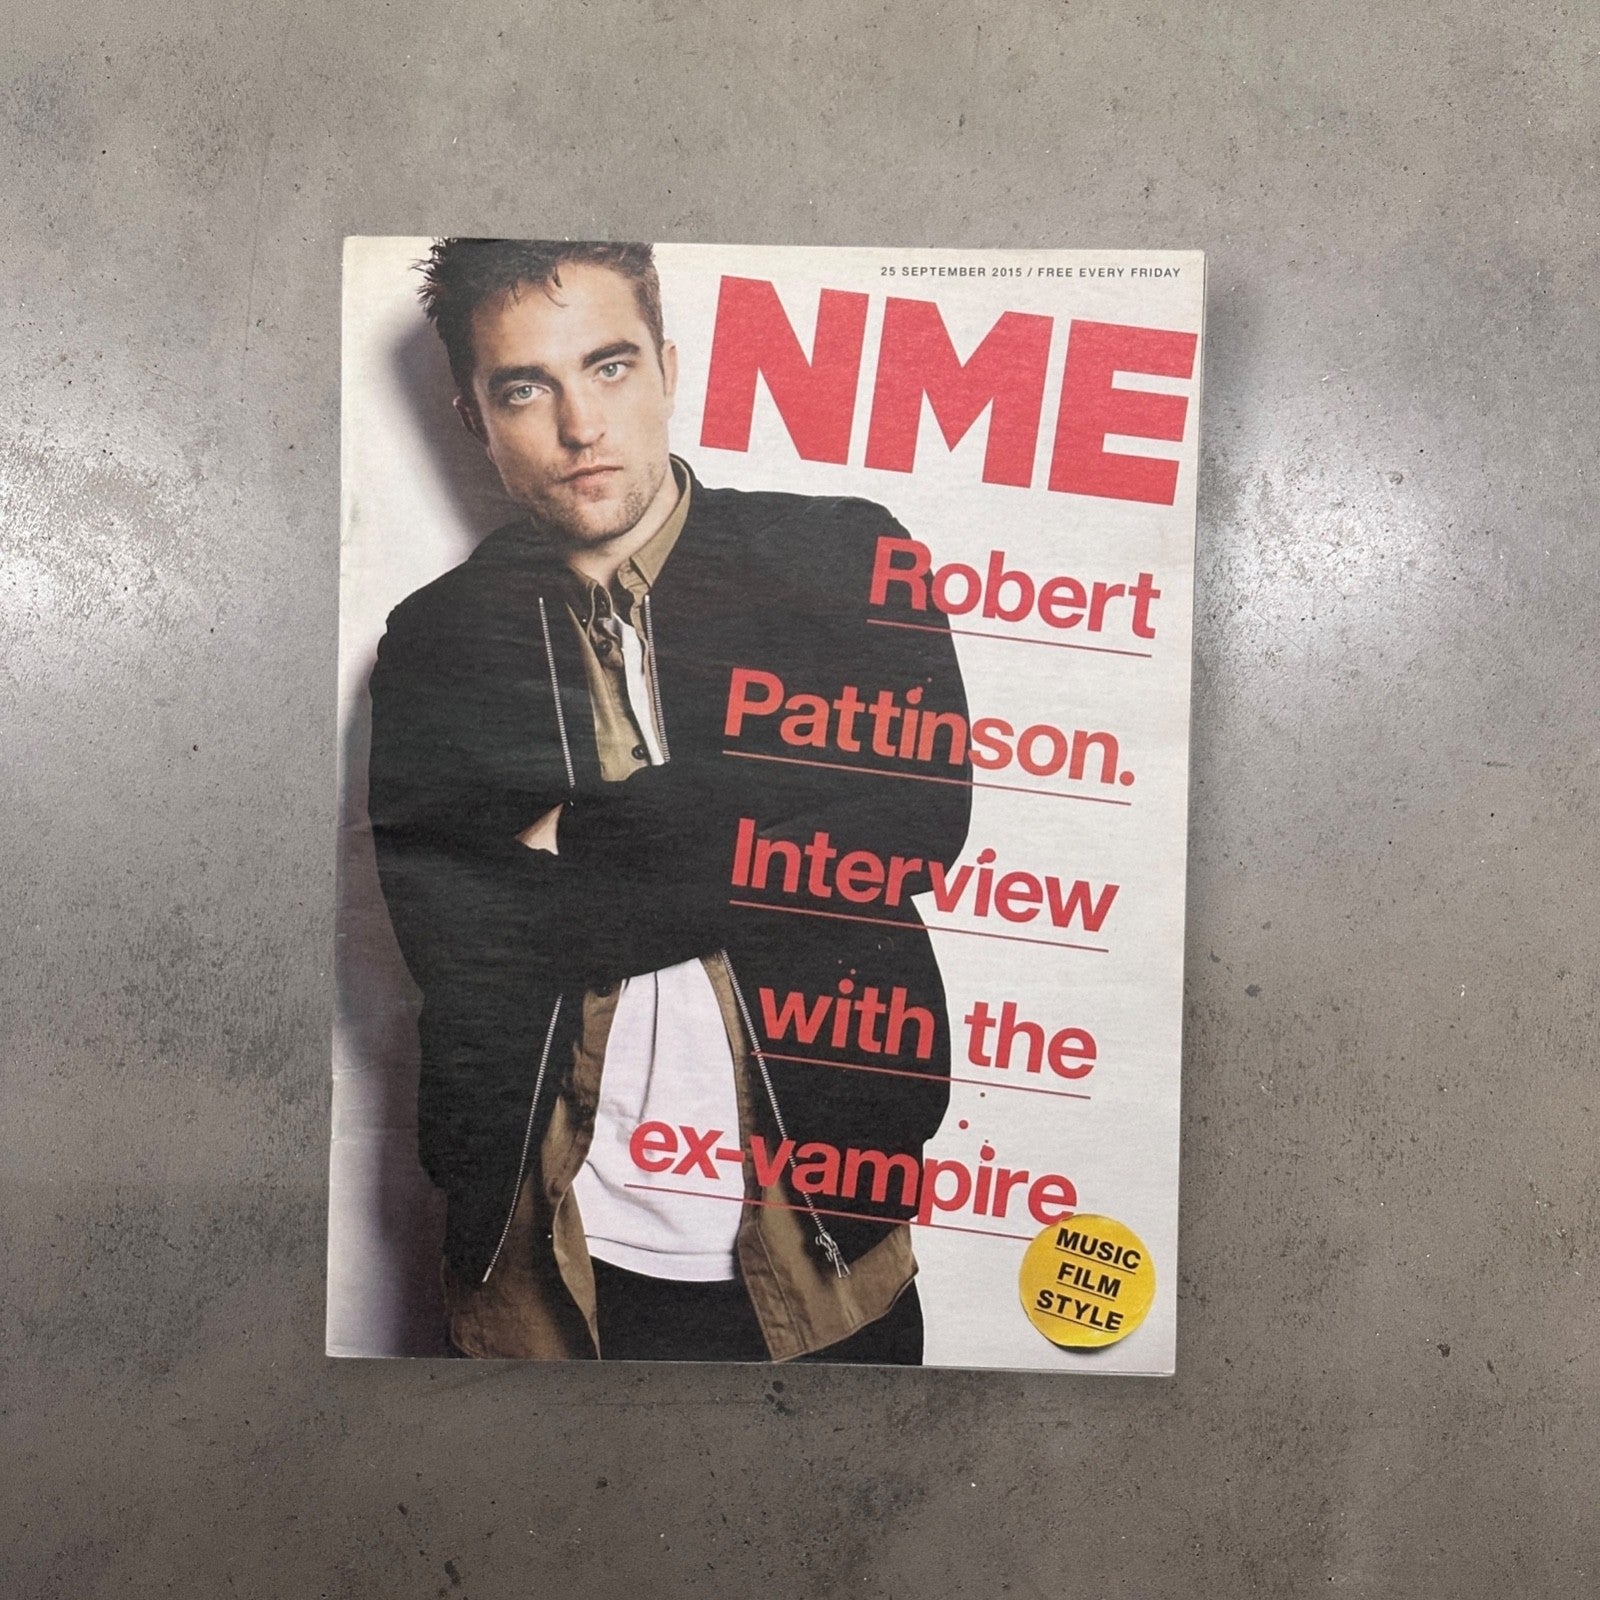 25 SEPTEMBER 2015 / FREE EVERY FRIDAY
NME
Robert
Pattinson.
Interview
with the
ex-vampire
MUSIC
FILM
STYLE